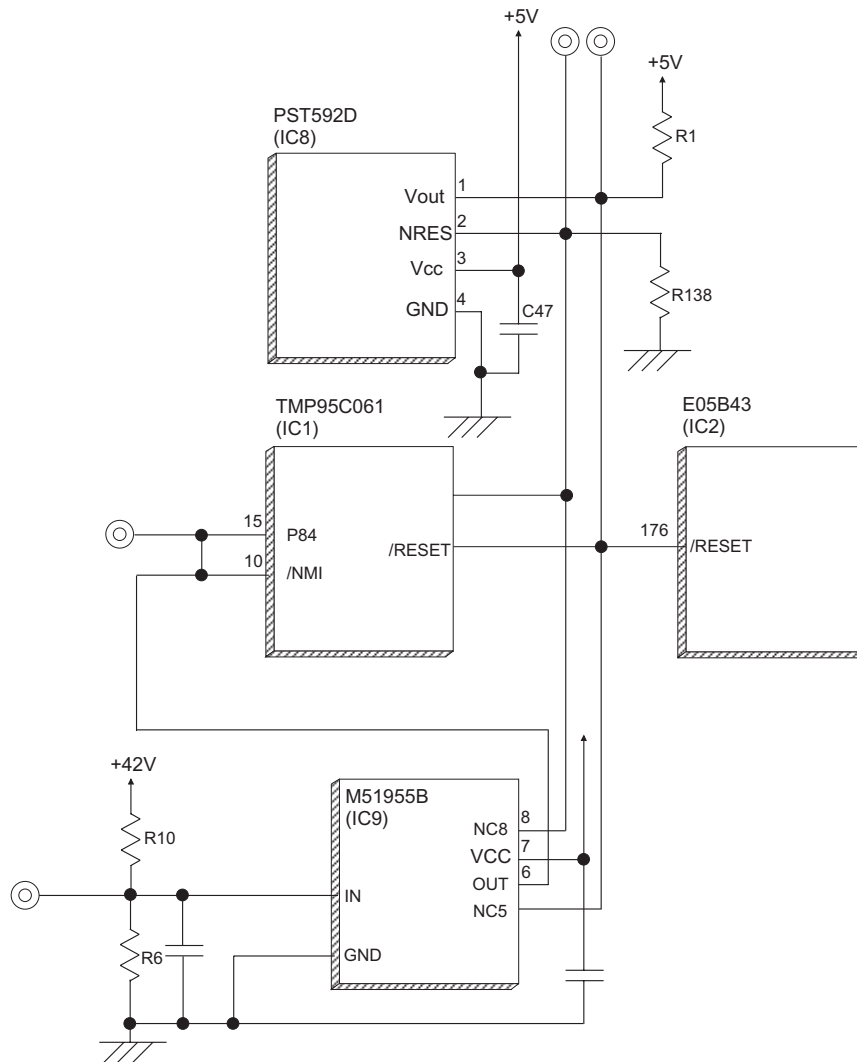 +5V
+5V
R1
PST592D
(IC8)
Vout
1
NRES
2
Vcc
3
GND
4
C47
R138
TMP95C061
(IC1)
E05B43
(IC2)
15
P84
10
/NMI
/RESET
176
/RESET
+42V
R10
M51955B
(IC9)
NC8
8
VCC
7
OUT
6
NC5
IN
R6
GND